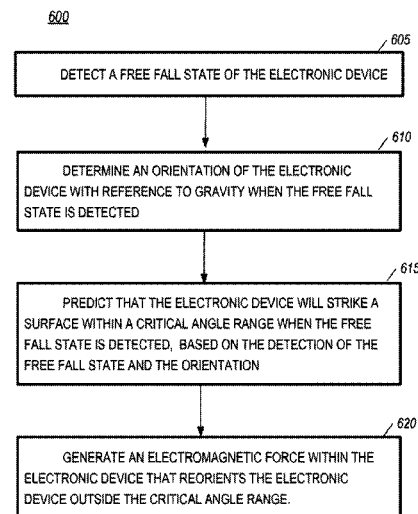 600
605
DETECT A FREE FALL STATE OF THE ELECTRONIC DEVICE
610
DETERMINE AN ORIENTATION OF THE ELECTRONIC
DEVICE WITH REFERENCE TO GRAVITY WHEN THE FREE FALL
STATE IS DETECTED
615
PREDICT THAT THE ELECTRONIC DEVICE WILL STRIKE A
SURFACE WITHIN A CRITICAL ANGLE RANGE WHEN THE FREE
FALL STATE IS DETECTED, BASED ON THE DETECTION OF THE
FREE FALL STATE AND THE ORIENTATION
620
GENERATE AN ELECTROMAGNETIC FORCE WITHIN THE
ELECTRONIC DEVICE THAT REORIENTS THE ELECTRONIC
DEVICE OUTSIDE THE CRITICAL ANGLE RANGE.